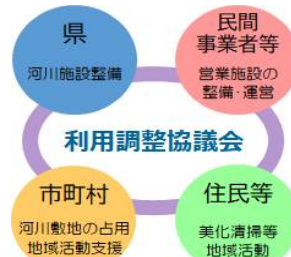 県
河川施設整備
民間
事業者等
営業施設の
整備・運営
利用調整協議会
市町村
河川敷地の占用
地域活動支援
住民等
美化清掃等
地域活動